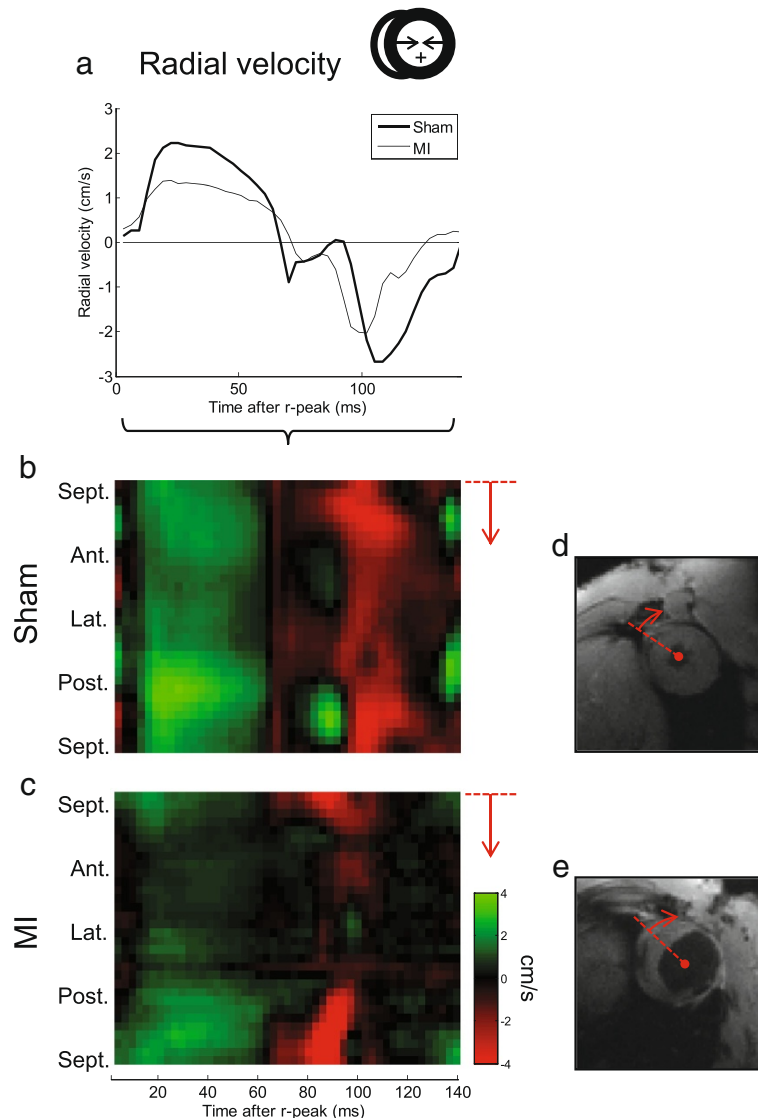 a Radial velocity
+
3
2
1
0
-1
-2
-3
Radial velocity (cm/s)
Sham
MI
0 50 100
Time after r-peak (ms)
b
Sham
Sept.
Ant.
Lat.
Post.
Sept.
d
c
MI
Sept.
Ant.
Lat.
Post.
Sept.
4
2
0
-2
-4
cm/s
e
20 40 60 80 100 120 140
Time after r-peak (ms)